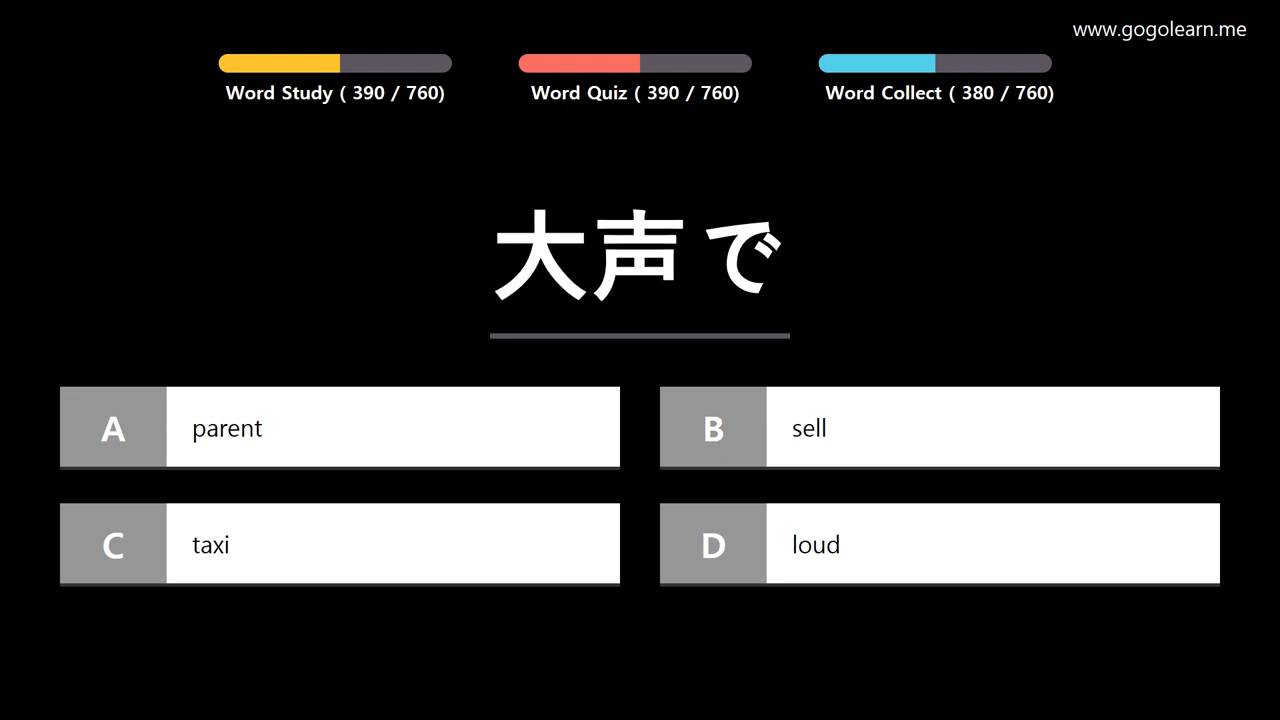 www.gogolearn.me
Word Study ( 390 / 760)
Word Quiz ( 390 / 760)
Word Collect ( 380 / 760)
大声で
A parent
B sell
C taxi
D loud